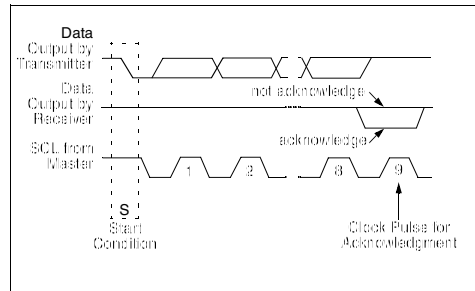 Data
Output by
Transmitter
Data
Output by
Receiver
not acknowledge
acknowledge
SCL from
Master
1
2
8
9
S
Start
Condition
Clock Pulse for
Acknowledgment